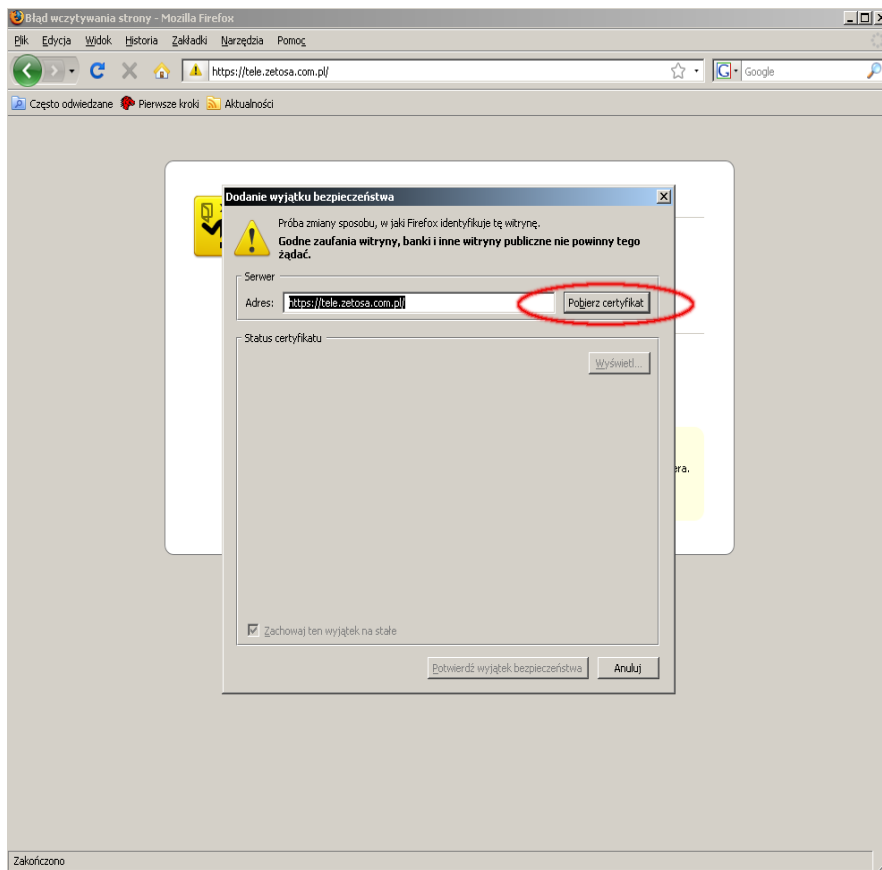 Błąd wczytywania strony - Mozilla Firefox
Plik Edycja Widok Historia Zakładki Narzędzia Pomoc
https://tele.zetosa.com.pl/ Google
Często odwiedzane Pierwsze kroki Aktualności
Dodanie wyjątku bezpieczeństwa
Próba zmiany sposobu, w jaki Firefox identyfikuje tę witrynę.
Godne zaufania witryny, banki i inne witryny publiczne nie powinny tego
żądać.
Serwer
Adres: https://tele.zetosa.com.pl/ Pobierz certyfikat
Status certyfikatu
Wyświetl...
era.
Zachowaj ten wyjątek na stałe
Potwierdź wyjątek bezpieczeństwa Anuluj
Zakończono